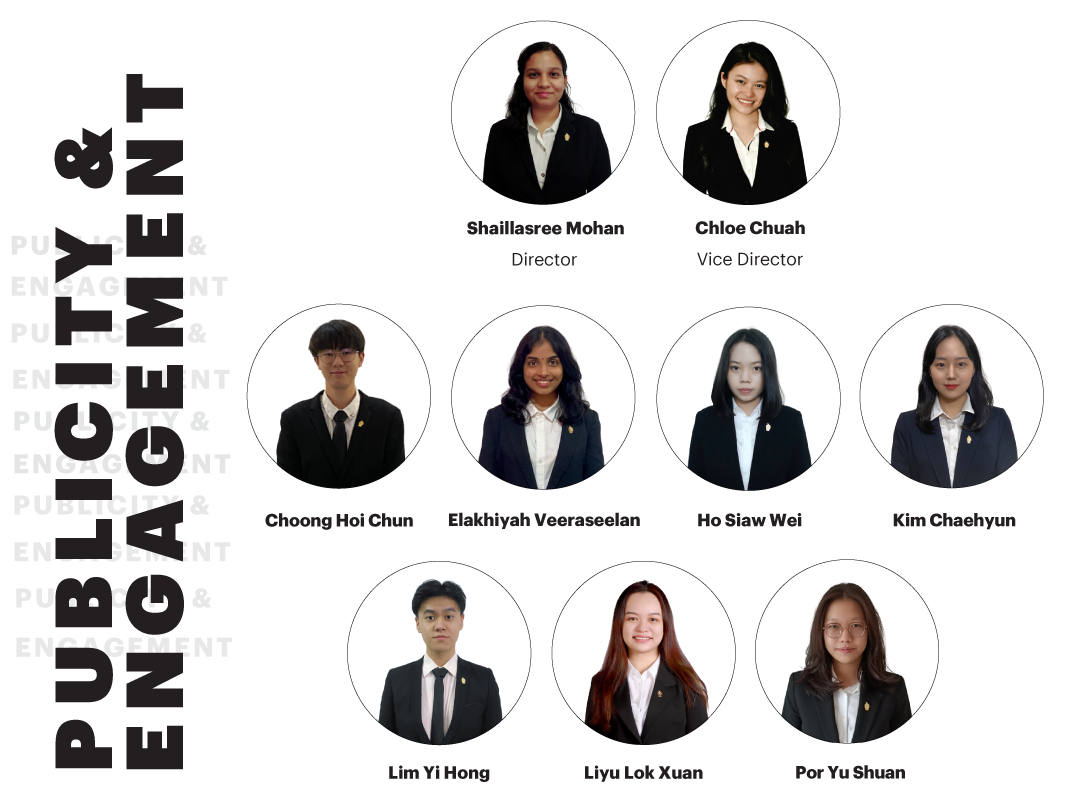 PUBLICITY &
ENGAGEMENT
PUBLICITY &
ENGAGEMENT
PUBLICITY &
ENGAGEMENT
PUBLICITY &
ENGAGEMENT
PUBLICITY &
ENGAGEMENT
PUBLICITY &
ENGAGEMENT
Shaillasree Mohan
Director
Chloe Chuah
Vice Director
Choong Hoi Chun
Elakhiyah Veeraseelan
Ho Siaw Wei
Kim Chaehyun
Lim Yi Hong
Liyu Lok Xuan
Por Yu Shuan